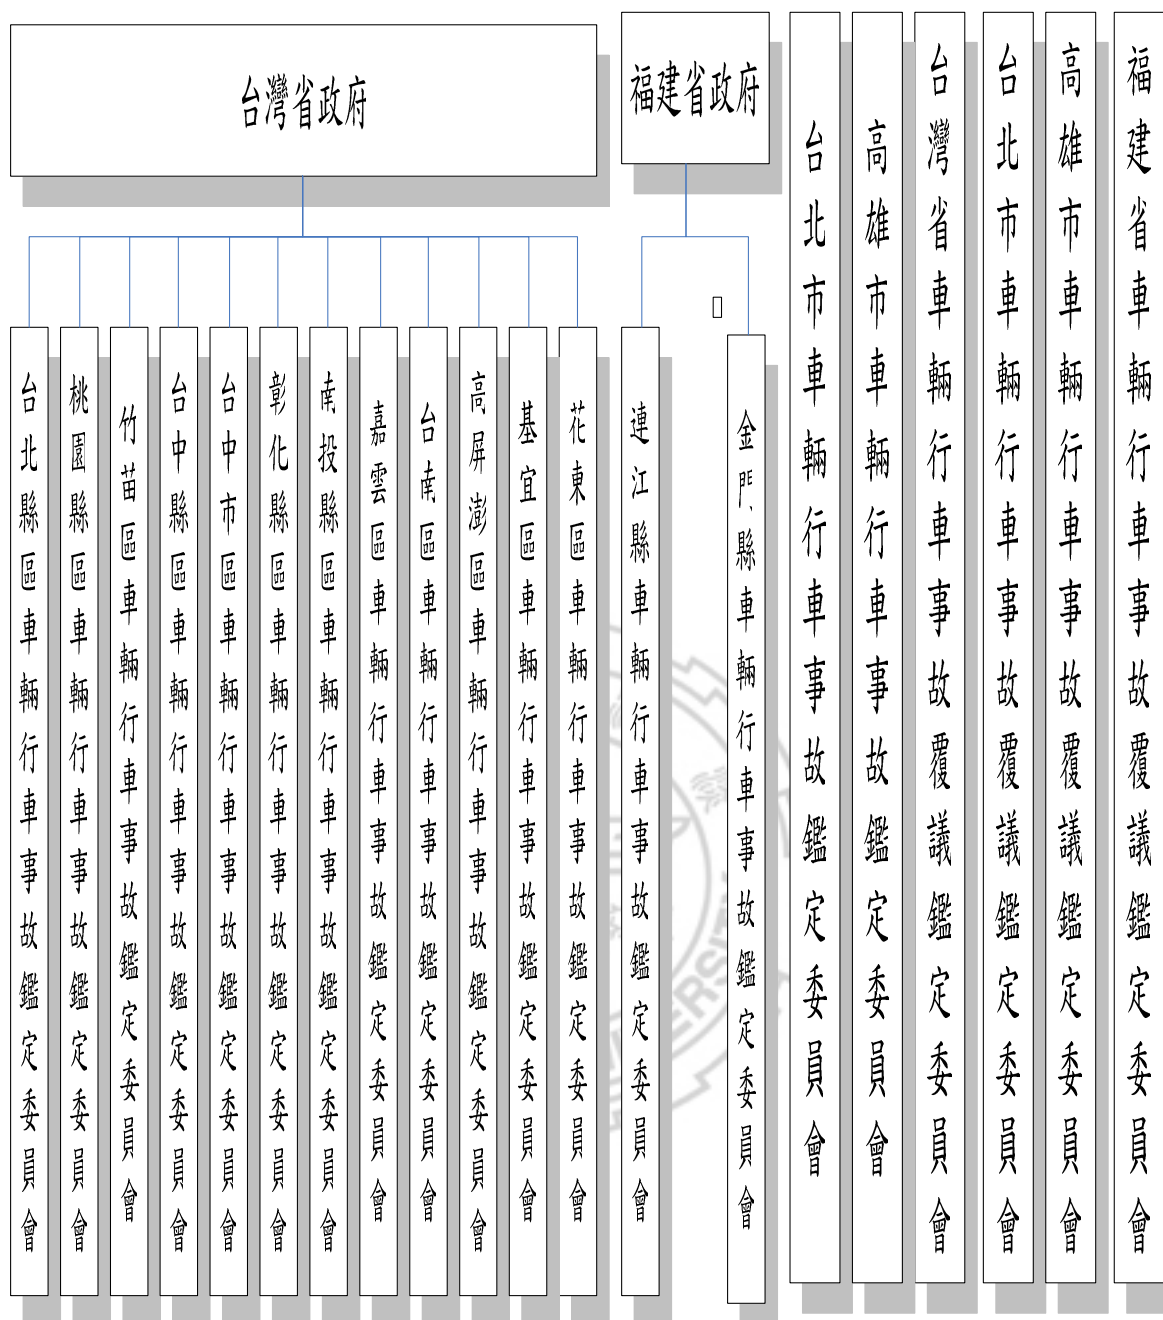 台灣省政府
福建省政府
台北縣區車輛行車事故鑑定委員會
桃園縣區車輛行車事故鑑定委員會
竹苗區車輛行車事故鑑定委員會
台中縣區車輛行車事故鑑定委員會
台中市區車輛行車事故鑑定委員會
彰化縣區車輛行車事故鑑定委員會
南投縣區車輛行車事故鑑定委員會
嘉雲區車輛行車事故鑑定委員會
台南區車輛行車事故鑑定委員會
高屏澎區車輛行車事故鑑定委員會
基宜區車輛行車事故鑑定委員會
花東區車輛行車事故鑑定委員會
連江縣車輛行車事故鑑定委員會
金門縣車輛行車事故鑑定委員會
台北市車輛行車事故鑑定委員會
高雄市車輛行車事故鑑定委員會
台灣省車輛行車事故覆議鑑定委員會
台北市車輛行車事故覆議鑑定委員會
高雄市車輛行車事故覆議鑑定委員會
福建省車輛行車事故覆議鑑定委員會